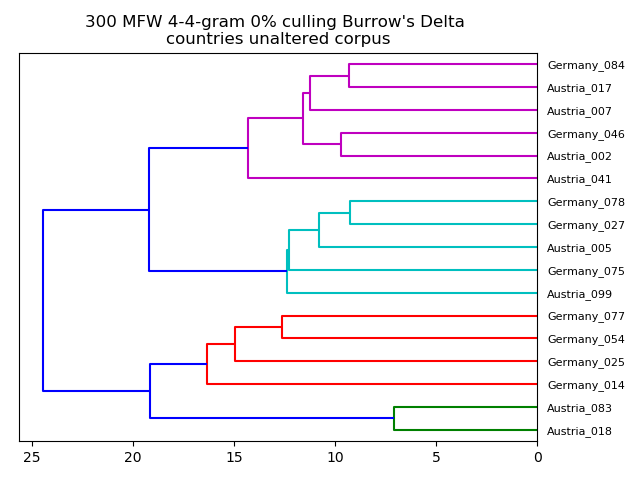 300 MFW 4-4-gram 0% culling Burrow's Delta
countries unaltered corpus
Germany_084
Austria_017
Austria_007
Germany_046
Austria_002
Austria_041
Germany_078
Germany_027
Austria_005
Germany_075
Austria_099
Germany_077
Germany_054
Germany_025
Germany_014
Austria_083
Austria_018
25 20 15 10 5 0